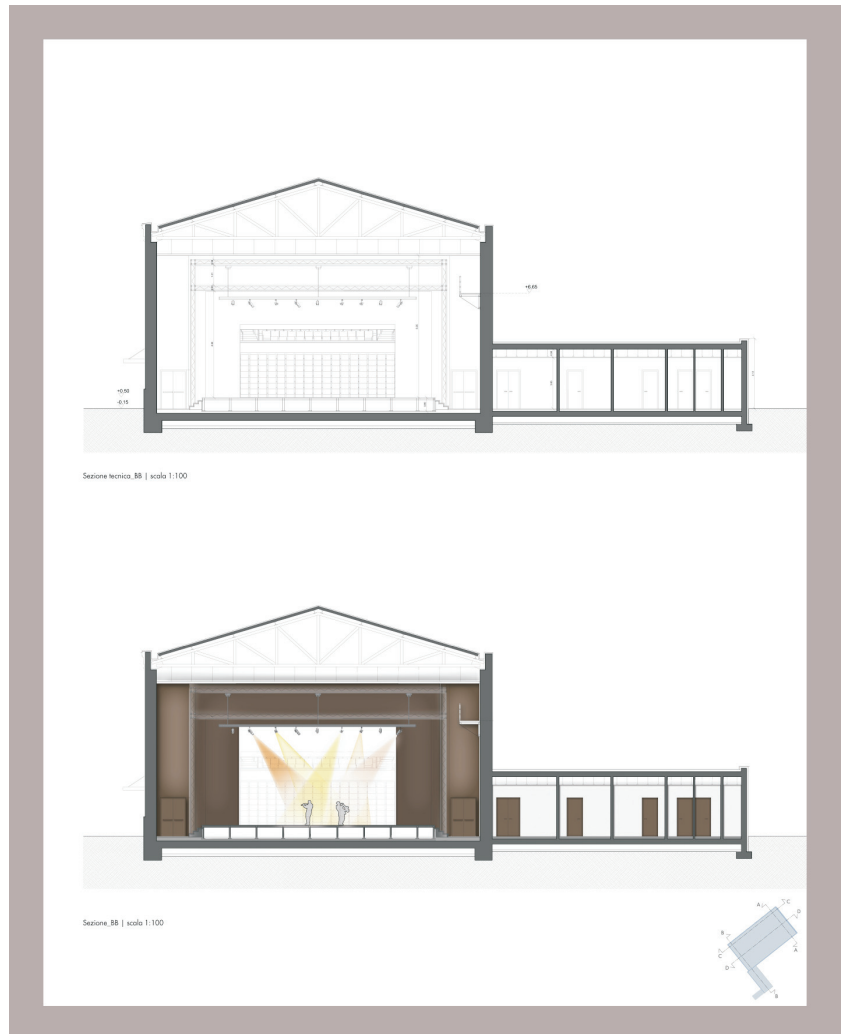 +6,65
+0,50
-0,15
Sezione tecnica_BB | scala 1:100
Sezione_BB | scala 1:100
A C
D
B
C
A
D
B